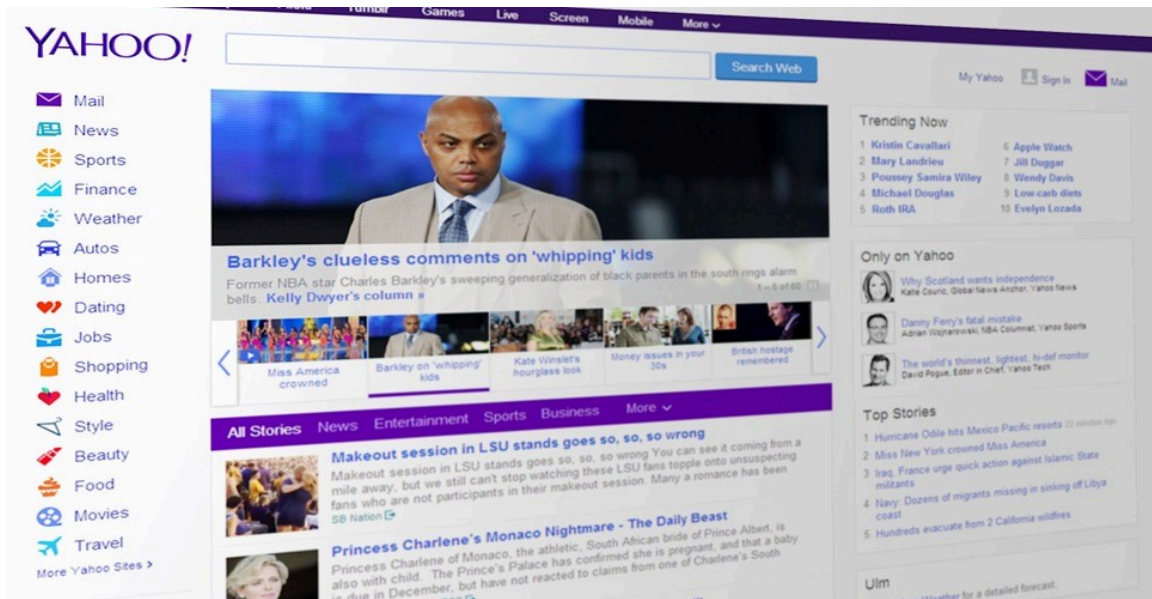 Tumblr Games Live Screen Mobile More
YAHOO!
Search Web
My Yahoo Sign In Mail
Mail
News
Sports
Finance
Weather
Autos
Homes
Dating
Jobs
Shopping
Health
Style
Beauty
Food
Movies
Travel
More Yahoo Sites >
Barkley's clueless comments on 'whipping' kids
Former NBA star Charles Barkley's sweeping generalization of black parents in the south rings alarm
bells. Kelly Dwyer's column »
1 – 5 of 60
Miss America
crowned
Barkley on 'whipping'
kids
Kate Winslet's
hourglass look
Money issues in your
30s
British hostage
remembered
All Stories News Entertainment Sports Business More
Makeout session in LSU stands goes so, so, so wrong
Makeout session in LSU stands goes so, so, so wrong You can see it coming from a
mile away, but we still can't stop watching these LSU fans topple onto unsuspecting
fans who are not participants in their makeout session. Many a romance has been
SB Nation
Princess Charlene's Monaco Nightmare - The Daily Beast
Princess Charlene of Monaco, the athletic, South African bride of Prince Albert, is
also with child. The Prince's Palace has confirmed she is pregnant, and that a baby
is due in December, but have not reacted to claims from one of Charlene's South
Trending Now
1 Kristin Cavallari
2 Mary Landrieu
3 Poussey Samira Wiley
4 Michael Douglas
5 Roth IRA
6 Apple Watch
7 Jill Duggar
8 Wendy Davis
9 Low-carb diets
10 Evelyn Lozada
Only on Yahoo
Why Scotland wants independence
Katie Couric, Global News Anchor, Yahoo News
Danny Ferry's fatal mistake
Adrian Wojnarowski, NBA Columnist, Yahoo Sports
The world's thinnest, lightest, hi-def monitor
David Pogue, Editor in Chief, Yahoo Tech
Top Stories
1 Hurricane Odile hits Mexico Pacific resorts 22 minutes ago
2 Miss New York crowned Miss America
3 Iraq, France urge quick action against Islamic State
militants
4 Navy: Dozens of migrants missing in sinking off Libya
coast
5 Hundreds evacuate from 2 California wildfires
Ulm
Weather for a detailed forecast.